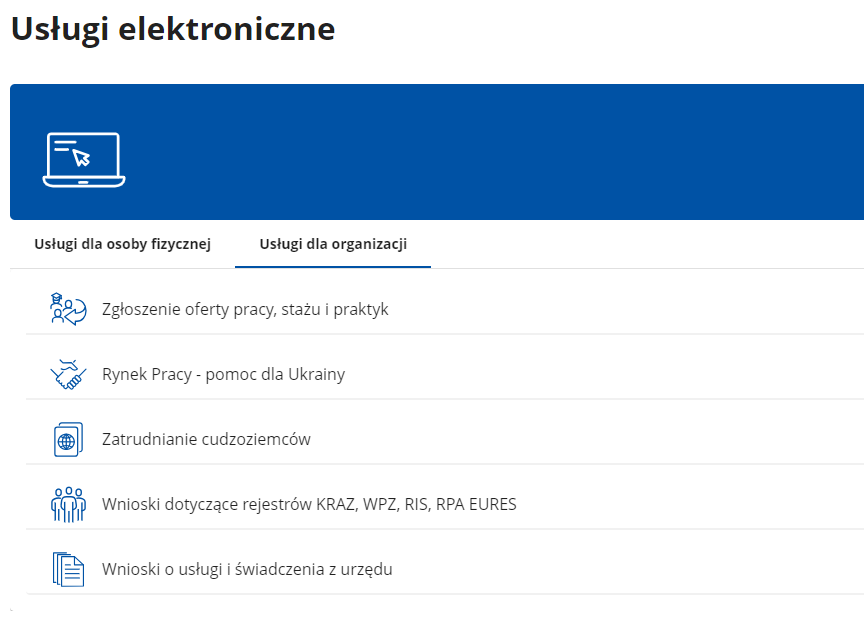 Usługi elektroniczne
Usługi dla osoby fizycznej
Usługi dla organizacji
Zgłoszenie oferty pracy, stażu i praktyk
Rynek Pracy - pomoc dla Ukrainy
Zatrudnianie cudzoziemców
Wnioski dotyczące rejestrów KRAZ, WPZ, RIS, RPA EURES
Wnioski o usługi i świadczenia z urzędu